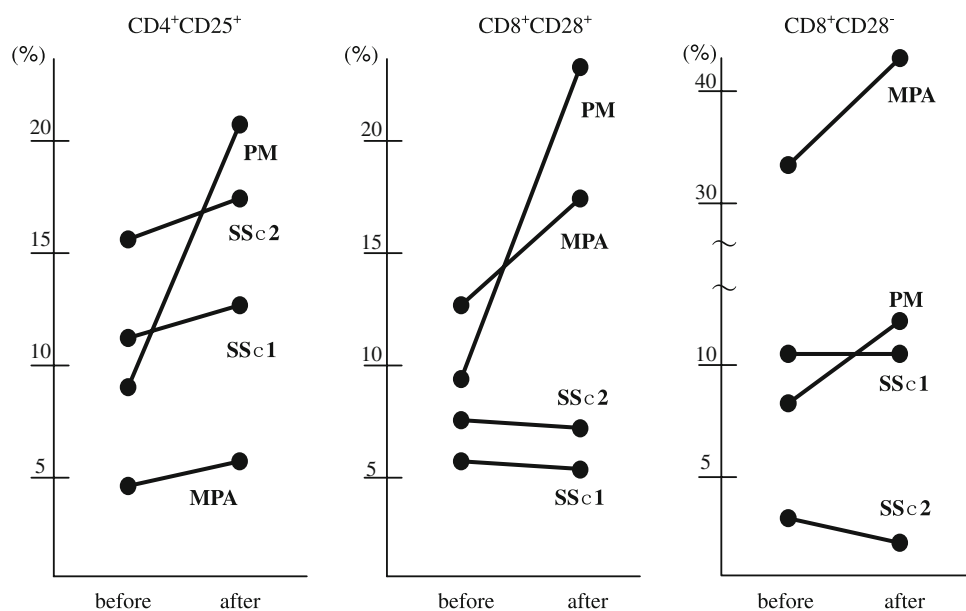 CD4⁺CD25⁺
(%)
20
15
10
5
PM
SSc2
SSc1
MPA
before after
CD8⁺CD28⁺
(%)
20
15
10
5
PM
MPA
SSc2
SSc1
before after
CD8⁺CD28⁻
(%)
40
30
10
5
MPA
PM
SSc1
SSc2
before after